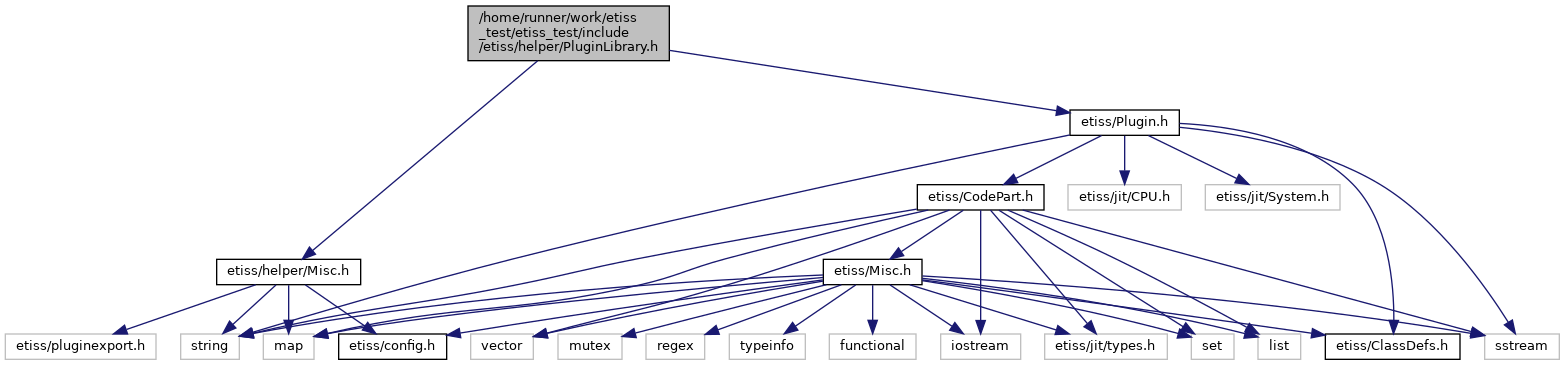 /home/runner/work/etiss
_test/etiss_test/include
/etiss/helper/PluginLibrary.h
etiss/Plugin.h
etiss/CodePart.h
etiss/jit/CPU.h
etiss/jit/System.h
etiss/helper/Misc.h
etiss/Misc.h
etiss/pluginexport.h
string
map
etiss/config.h
vector
mutex
regex
typeinfo
functional
iostream
etiss/jit/types.h
set
list
etiss/ClassDefs.h
sstream